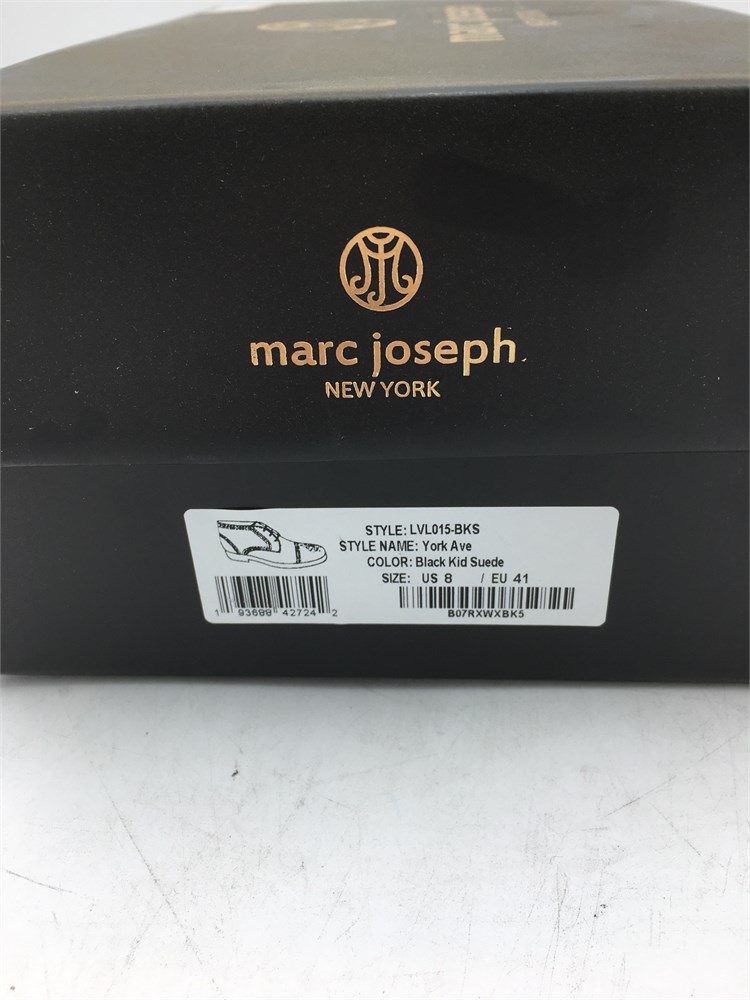 marc joseph
NEW YORK
STYLE: LVL015-BKS
STYLE NAME: York Ave
COLOR: Black Kid Suede
SIZE: US 8 / EU 41
1 93688 42724 2
B07RXWXBK5